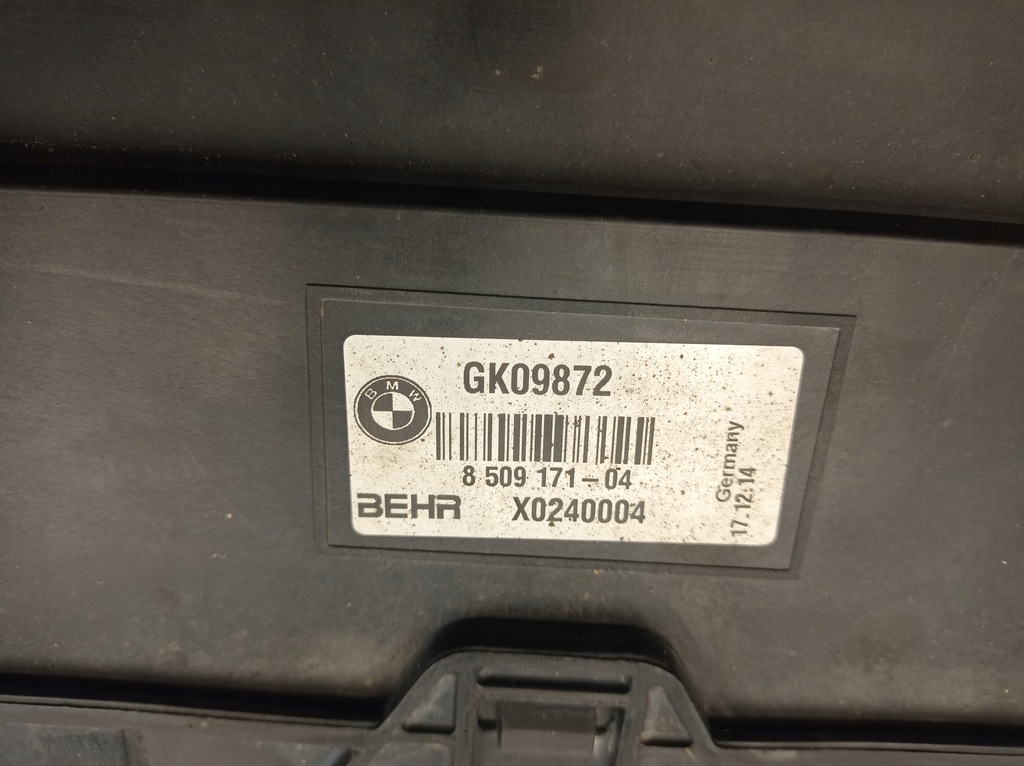 GK09872
BMW
8 509 171-04
BEHR X0240004
Germany
17.12.14